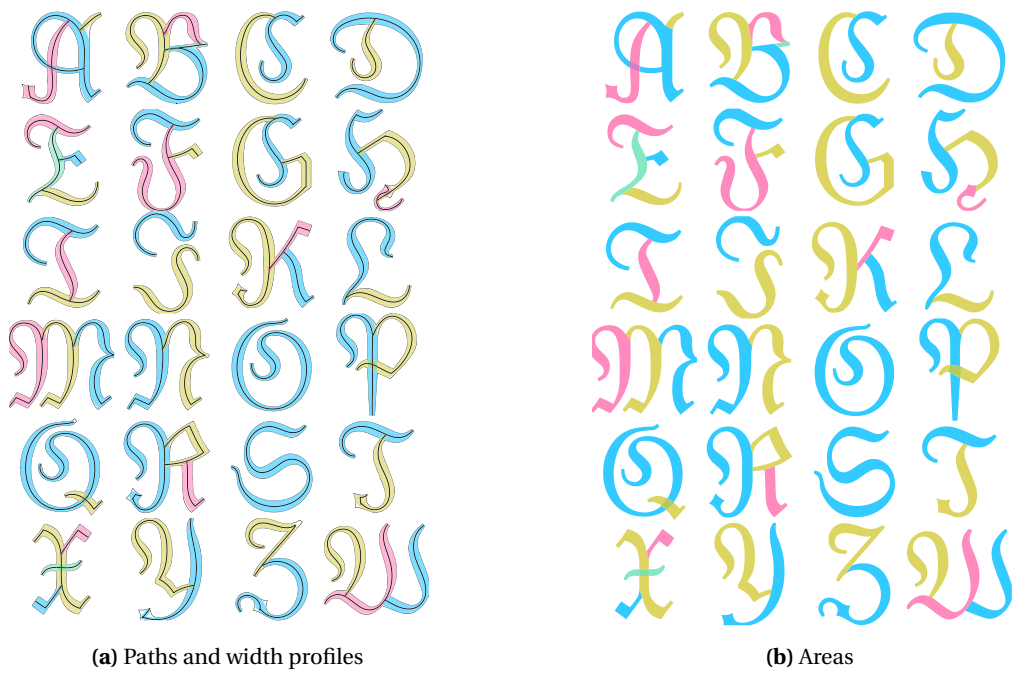 A B C D
E F G H
I J K L
M N O P
Q R S T
X Y Z W
(a) Paths and width profiles
A B C D
E F G H
I J K L
M N O P
Q R S T
X Y Z W
(b) Areas